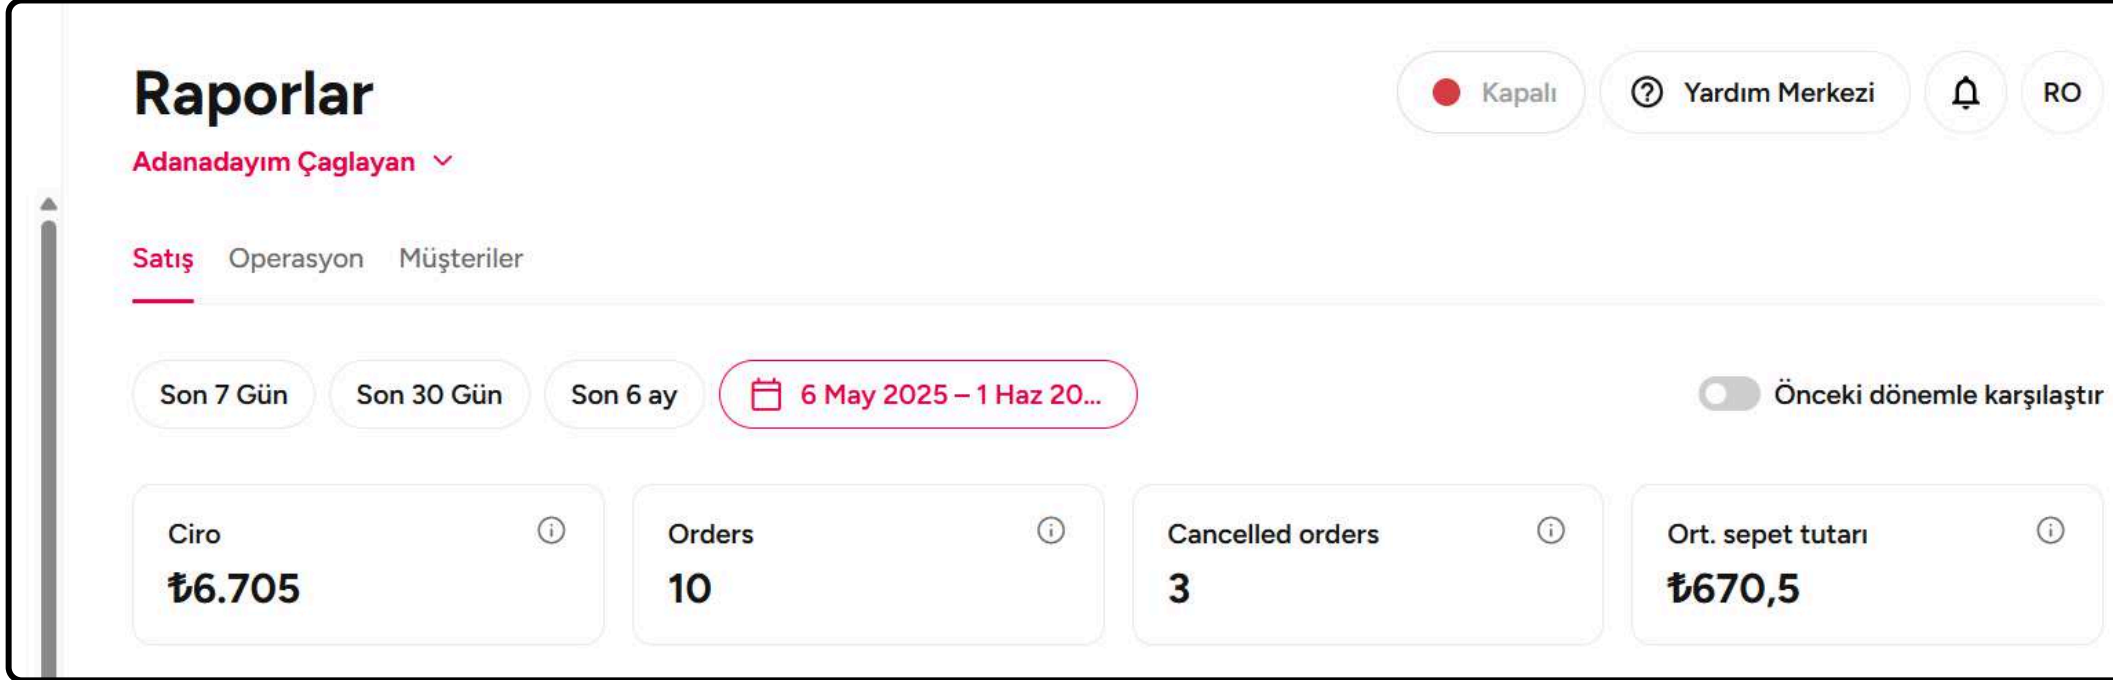 Raporlar
Kapalı
Yardım Merkezi
RO
Adanadayım Çaglayan
Satış Operasyon Müşteriler
Son 7 Gün
Son 30 Gün
Son 6 ay
6 May 2025 – 1 Haz 20...
Önceki dönemle karşılaştır
Ciro
₺6.705
Orders
10
Cancelled orders
3
Ort. sepet tutarı
₺670,5